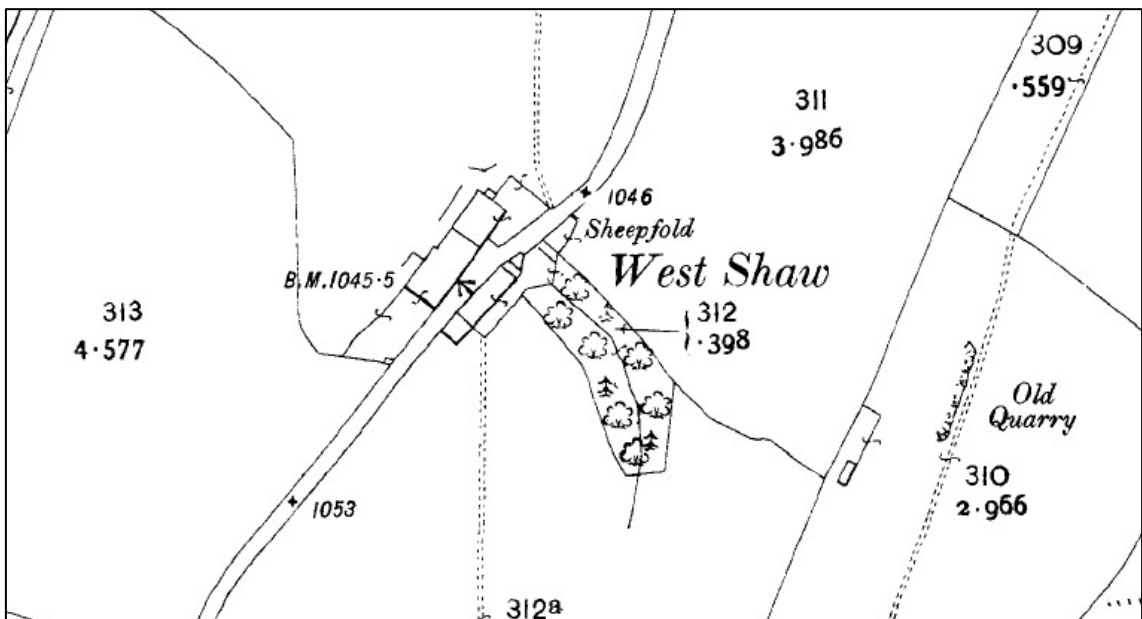 309
·559
311
3·986
1046
Sheepfold
West Shaw
B.M.1045·5
312
·398
313
4·577
Old
Quarry
310
2·966
1053
312a